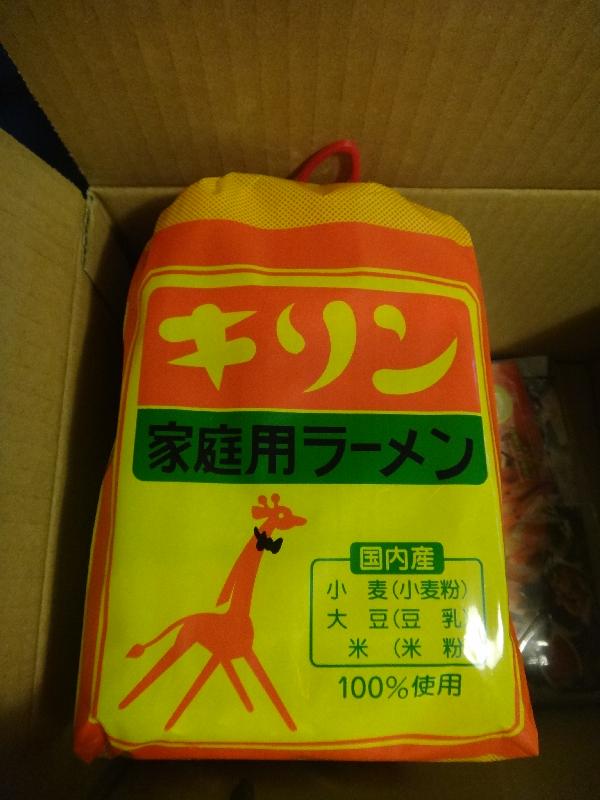 キリン
家庭用ラーメン
国内産
小麦(小麦粉)
大豆(豆乳)
米(米粉)
100%使用